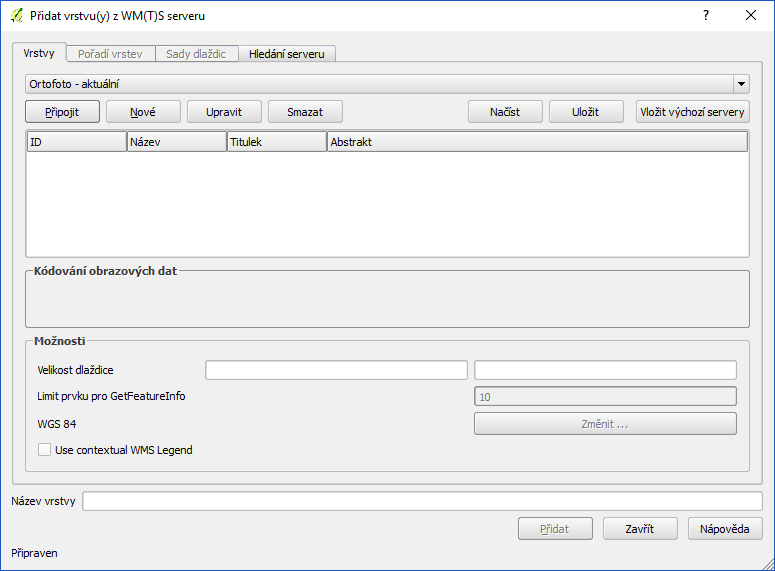 Přidat vrstvu(y) z WM(T)S serveru ?
Vrstvy Pořadí vrstev Sady dlaždic Hledání serveru
Ortofoto - aktuální
Připojit Nové Upravit Smazat Načíst Uložit Vložit výchozí servery
ID Název Titulek Abstrakt
Kódování obrazových dat
Možnosti
Velikost dlaždice
Limit prvku pro GetFeatureInfo 10
WGS 84 Změnit ...
Use contextual WMS Legend
Název vrstvy
Přidat Zavřít Nápověda
Připraven